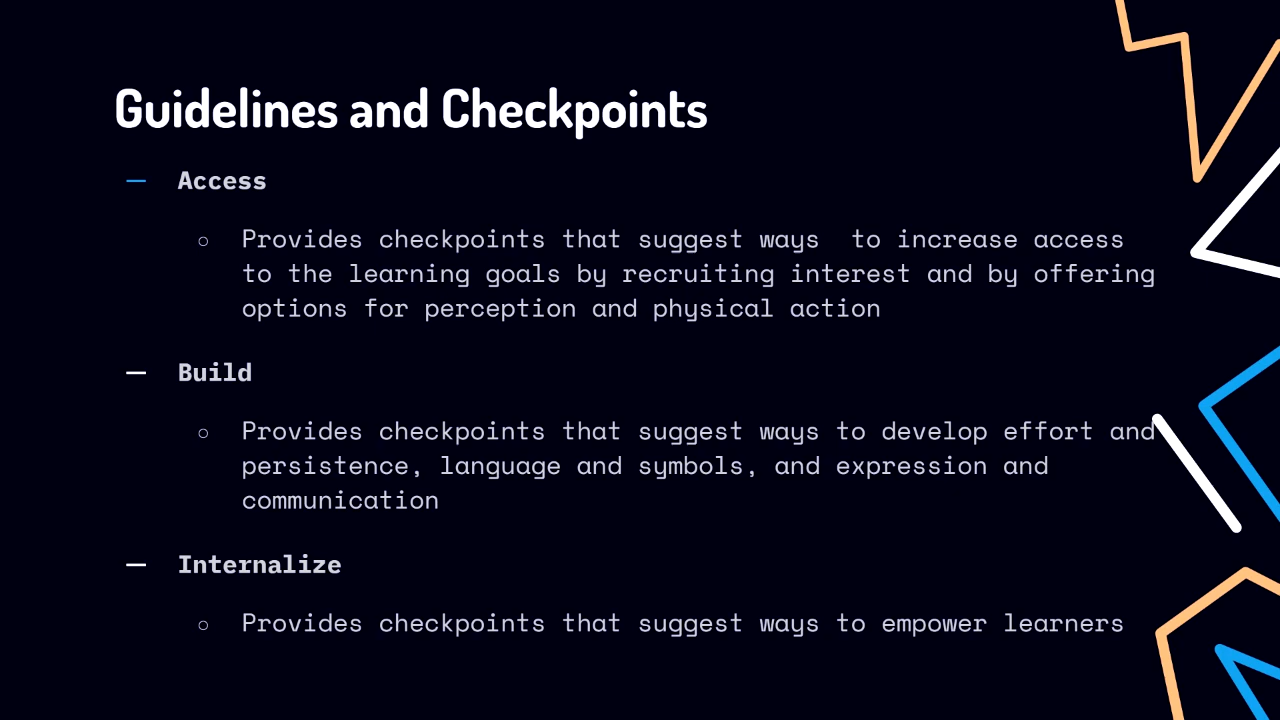 Guidelines and Checkpoints
— Access
○ Provides checkpoints that suggest ways  to increase access
to the learning goals by recruiting interest and by offering
options for perception and physical action
— Build
○ Provides checkpoints that suggest ways to develop effort and
persistence, language and symbols, and expression and
communication
— Internalize
○ Provides checkpoints that suggest ways to empower learners